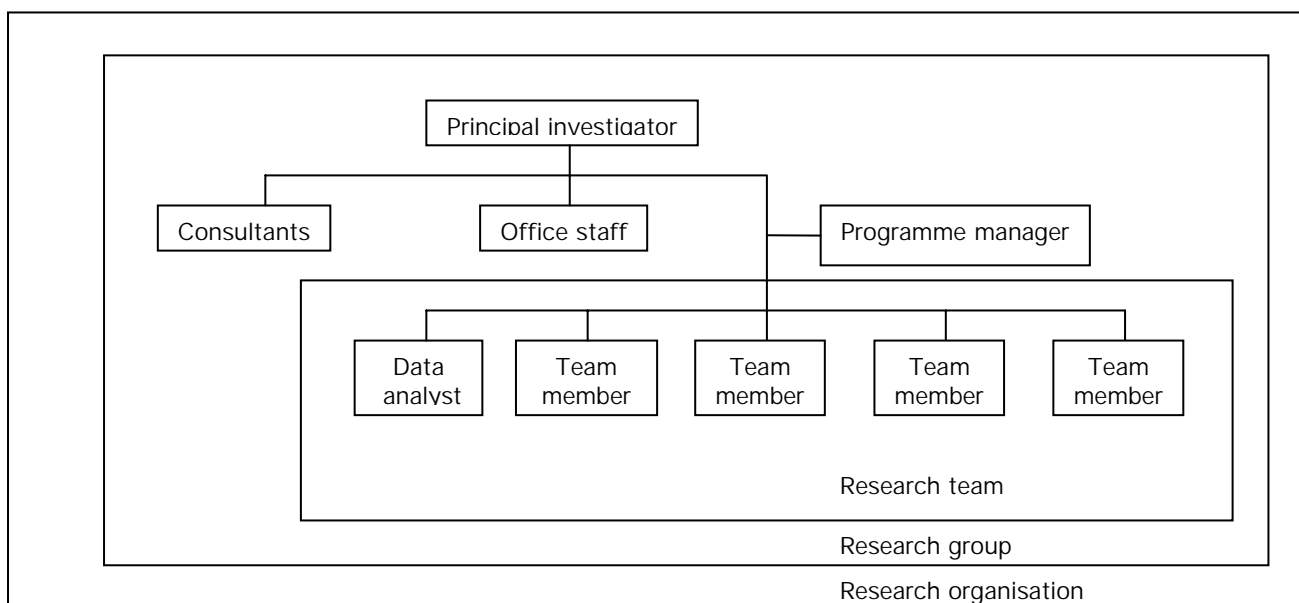 Principal investigator
Consultants
Office staff
Programme manager
Data
analyst
Team
member
Team
member
Team
member
Team
member
Research team
Research group
Research organisation